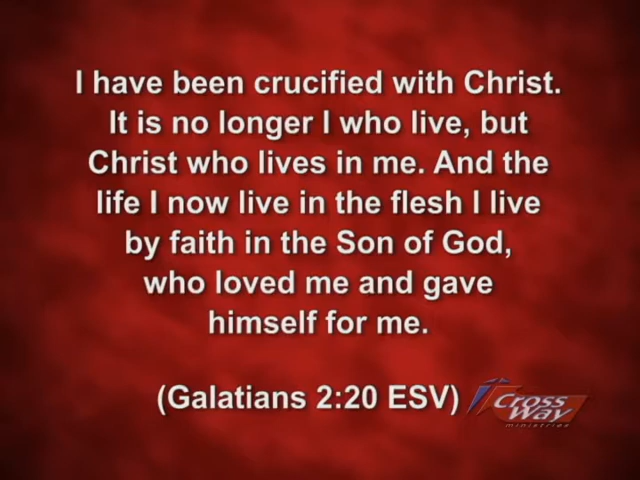 I have been crucified with Christ.
It is no longer I who live, but
Christ who lives in me. And the
life I now live in the flesh I live
by faith in the Son of God,
who loved me and gave
himself for me.
(Galatians 2:20 ESV)
Cross
Way
ministries